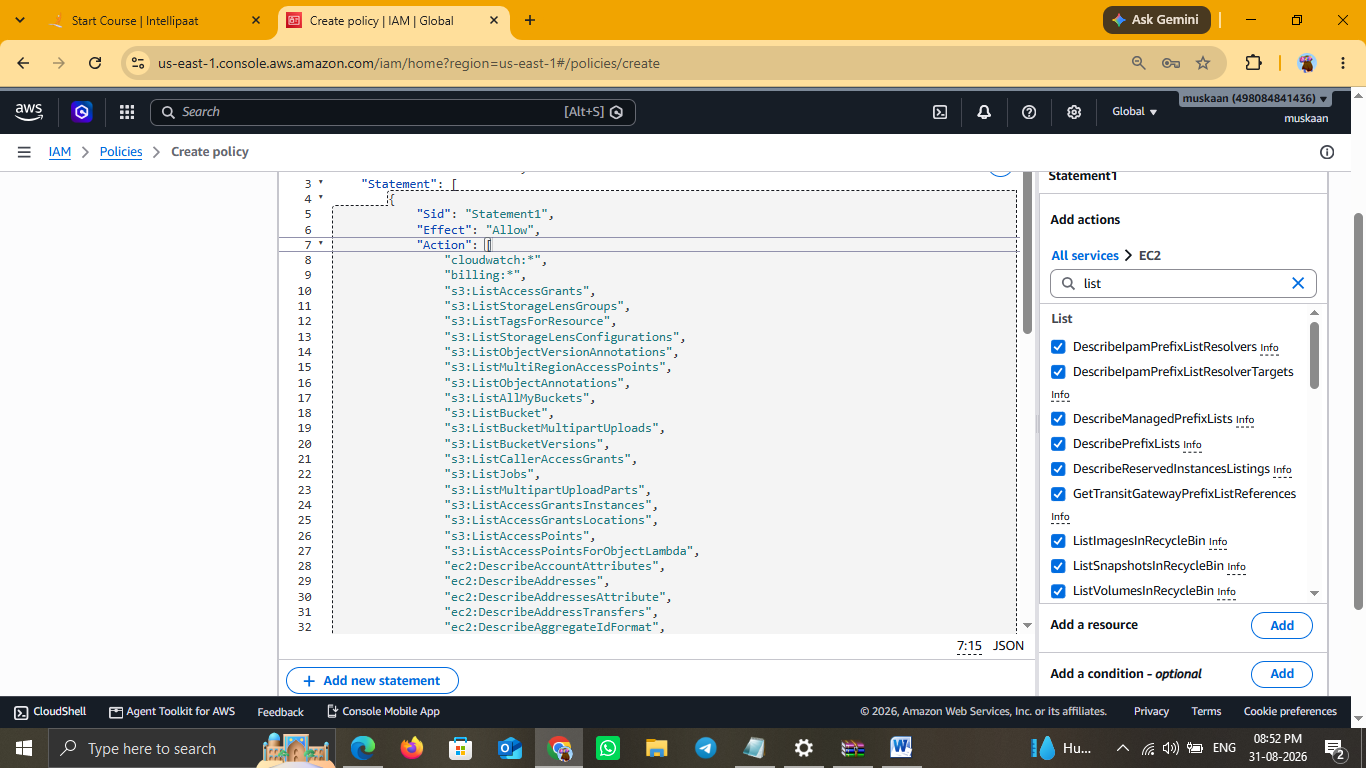 Start Course | Intellipaat
Create policy | IAM | Global
Ask Gemini
us-east-1.console.aws.amazon.com/iam/home?region=us-east-1#/policies/create
aws
Search
[Alt+S]
Global
muskaan (498084841436)
muskaan
IAM
Policies
Create policy
3
"Statement": [
4
{
5
"Sid": "Statement1",
6
"Effect": "Allow",
7
"Action": [
8
"cloudwatch:*",
9
"billing:*",
10
"s3:ListAccessGrants",
11
"s3:ListStorageLensGroups",
12
"s3:ListTagsForResource",
13
"s3:ListStorageLensConfigurations",
14
"s3:ListObjectVersionAnnotations",
15
"s3:ListMultiRegionAccessPoints",
16
"s3:ListObjectAnnotations",
17
"s3:ListAllMyBuckets",
18
"s3:ListBucket",
19
"s3:ListBucketMultipartUploads",
20
"s3:ListBucketVersions",
21
"s3:ListCallerAccessGrants",
22
"s3:ListJobs",
23
"s3:ListMultipartUploadParts",
24
"s3:ListAccessGrantsInstances",
25
"s3:ListAccessGrantsLocations",
26
"s3:ListAccessPoints",
27
"s3:ListAccessPointsForObjectLambda",
28
"ec2:DescribeAccountAttributes",
29
"ec2:DescribeAddresses",
30
"ec2:DescribeAddressesAttribute",
31
"ec2:DescribeAddressTransfers",
32
"ec2:DescribeAggregateIdFormat",
7:15 JSON
Add new statement
Statement1
Add actions
All services
EC2
list
List
DescribeIpamPrefixListResolvers Info
DescribeIpamPrefixListResolverTargets
Info
DescribeManagedPrefixLists Info
DescribePrefixLists Info
DescribeReservedInstancesListings Info
GetTransitGatewayPrefixListReferences
Info
ListImagesInRecycleBin Info
ListSnapshotsInRecycleBin Info
ListVolumesInRecycleBin Info
Add a resource
Add
Add a condition - optional
Add
CloudShell
Agent Toolkit for AWS
Feedback
Console Mobile App
© 2026, Amazon Web Services, Inc. or its affiliates.
Privacy
Terms
Cookie preferences
Type here to search
Hu...
ENG
08:52 PM
31-08-2026
2